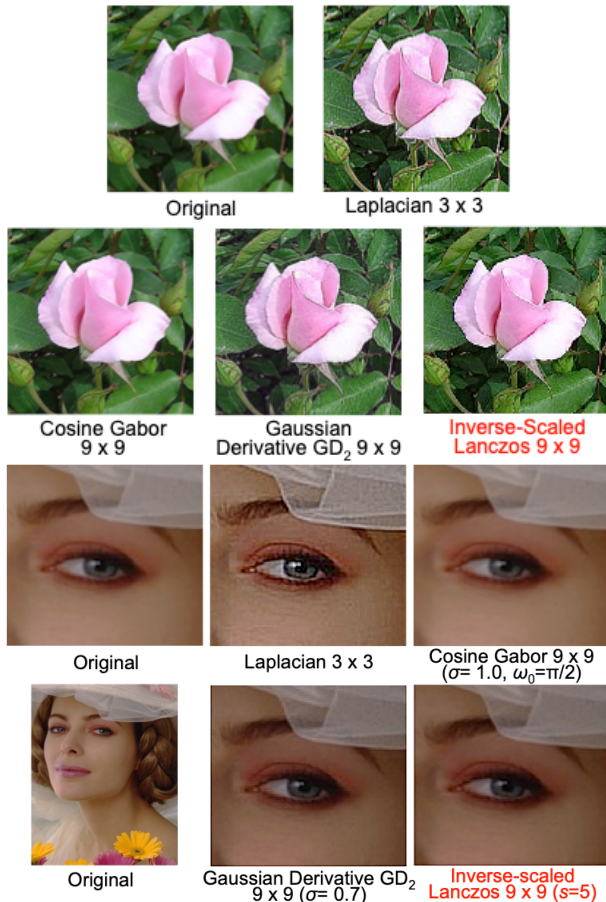 Original
Laplacian 3 x 3
Cosine Gabor
9 x 9
Gaussian
Derivative GD₂ 9 x 9
Inverse-Scaled
Lanczos 9 x 9
Original
Laplacian 3 x 3
Cosine Gabor 9 x 9
(σ= 1.0, ω₀=π/2)
Original
Gaussian Derivative GD₂
9 x 9 (σ= 0.7)
Inverse-scaled
Lanczos 9 x 9 (s=5)